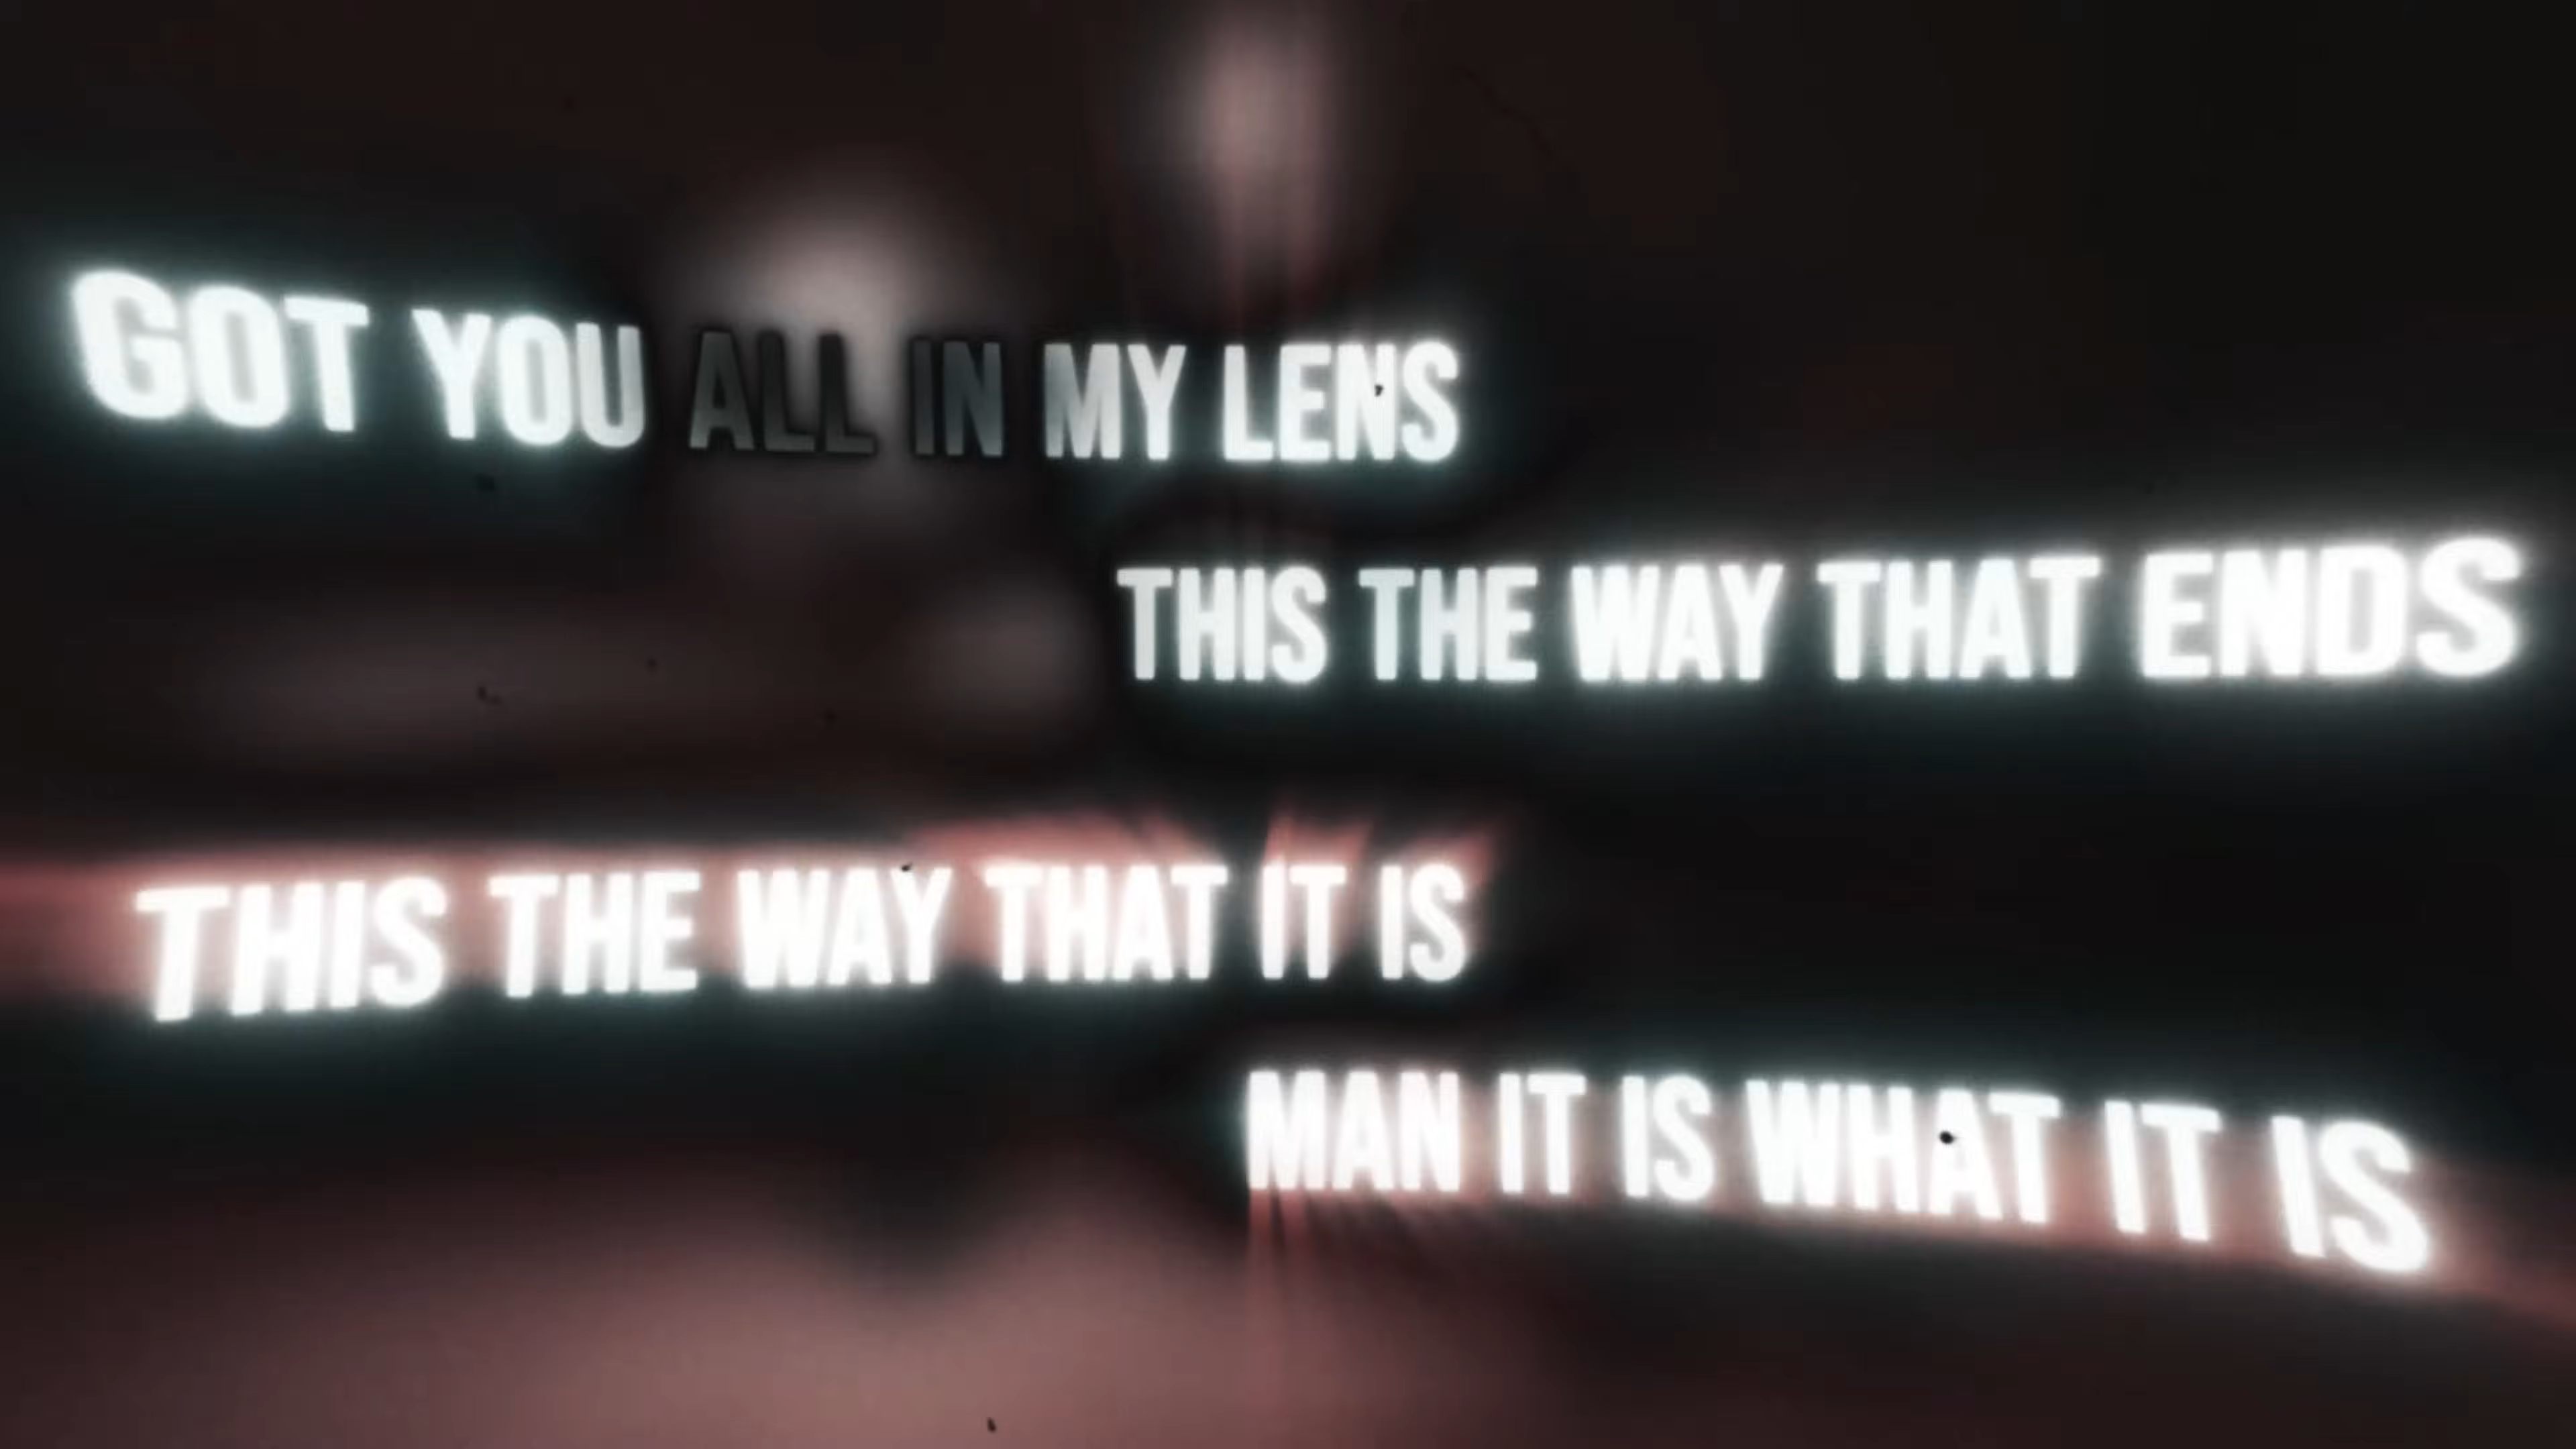 GOT YOU ALL IN MY LENS
THIS THE WAY THAT ENDS
THIS THE WAY THAT IT IS
MAN IT IS WHAT IT IS